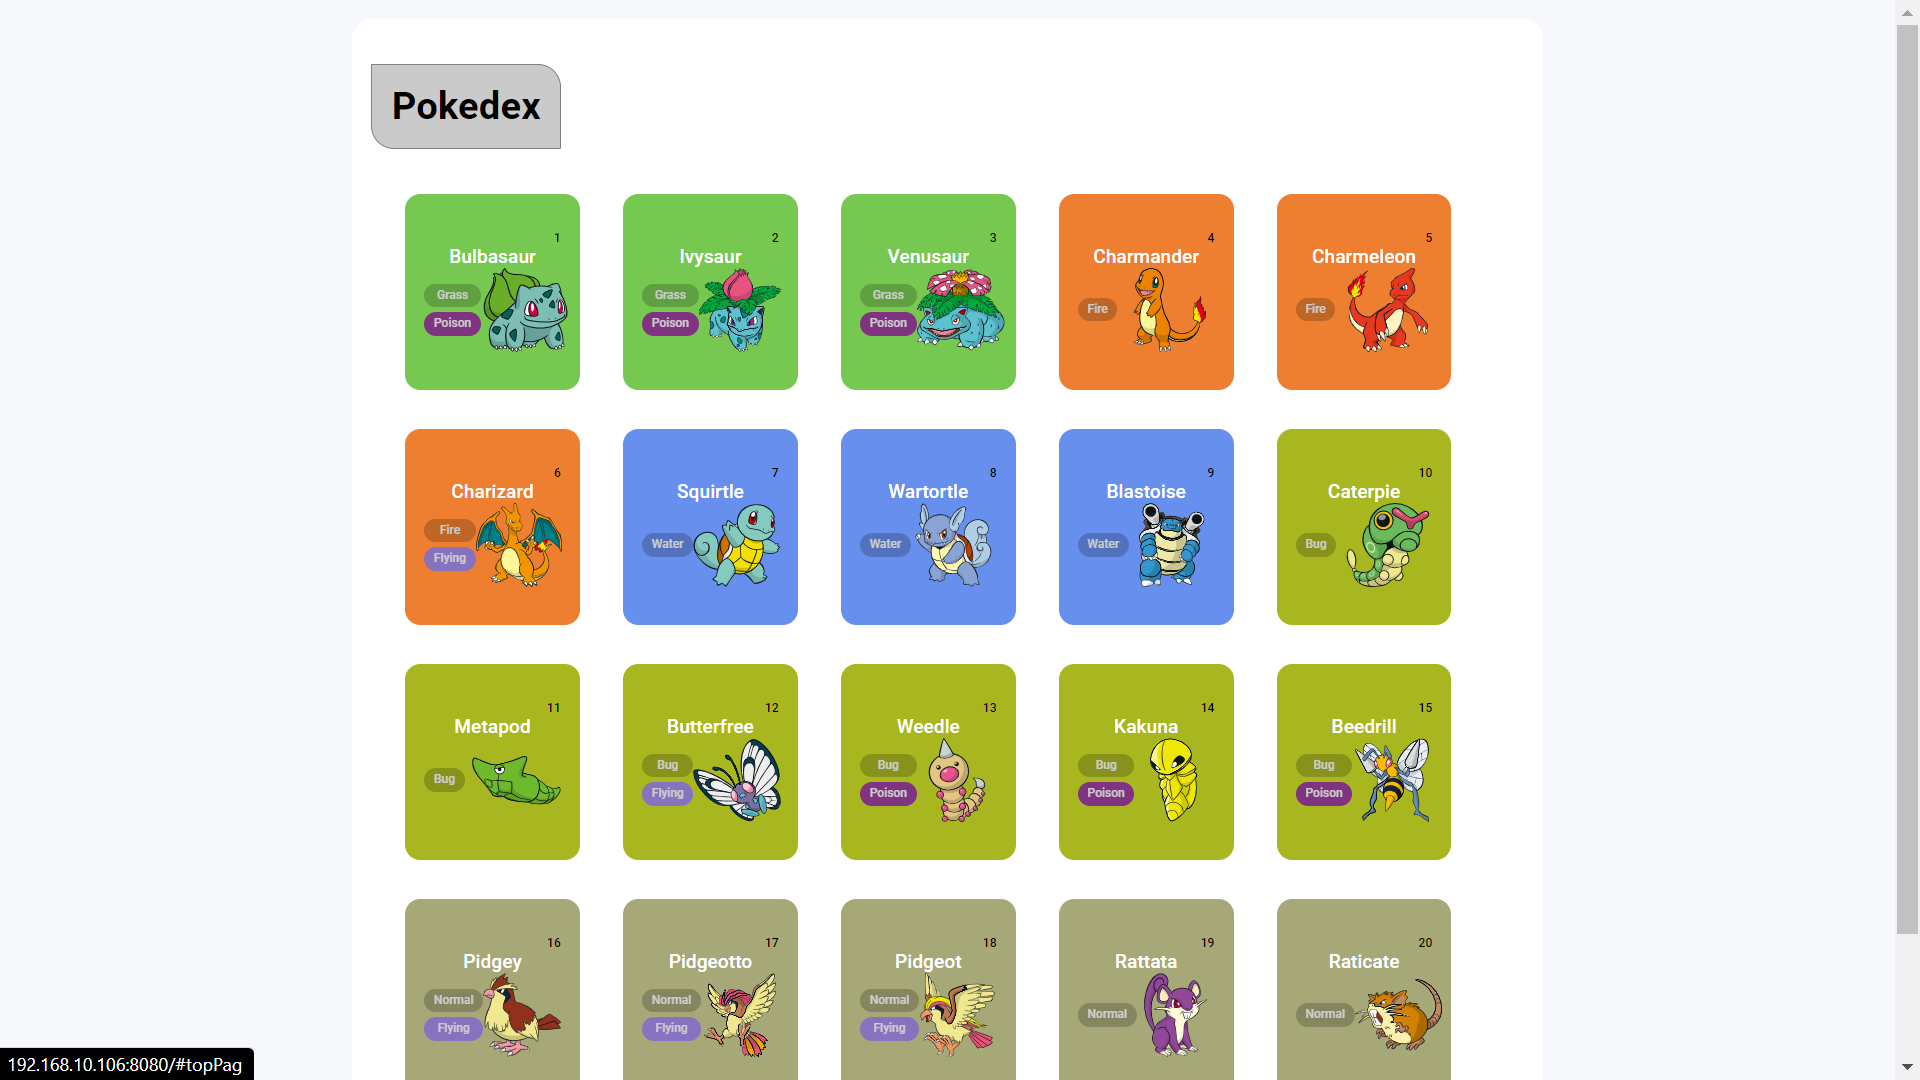 Pokedex
1
Bulbasaur
Grass
Poison
2
Ivysaur
Grass
Poison
3
Venusaur
Grass
Poison
4
Charmander
Fire
5
Charmeleon
Fire
6
Charizard
Fire
Flying
7
Squirtle
Water
8
Wartortle
Water
9
Blastoise
Water
10
Caterpie
Bug
11
Metapod
Bug
12
Butterfree
Bug
Flying
13
Weedle
Bug
Poison
14
Kakuna
Bug
Poison
15
Beedrill
Bug
Poison
16
Pidgey
Normal
Flying
17
Pidgeotto
Normal
Flying
18
Pidgeot
Normal
Flying
19
Rattata
Normal
20
Raticate
Normal
192.168.10.106:8080/#topPag